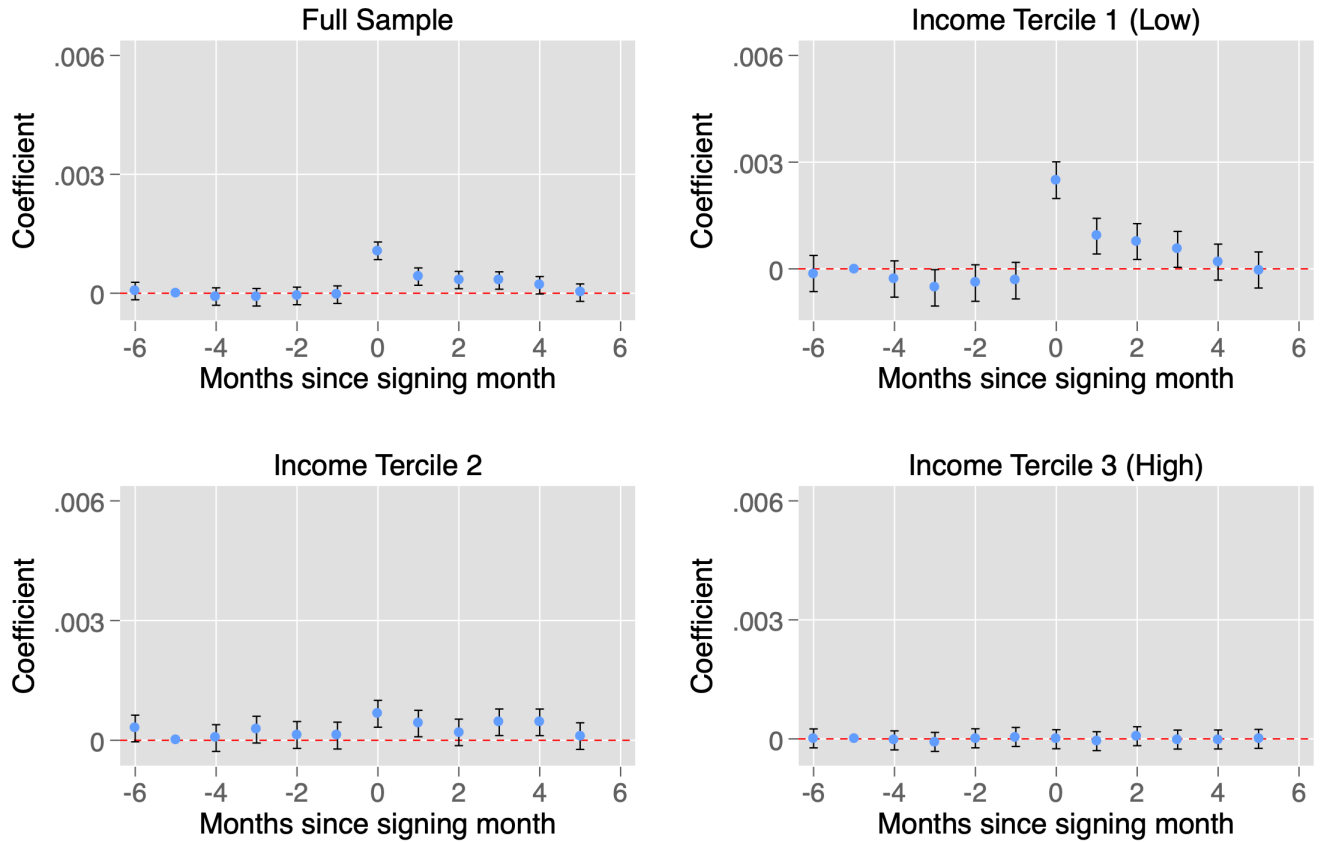 Full Sample
.006
.003
0
Coefficient
-6 -4 -2 0 2 4 6
Months since signing month
Income Tercile 1 (Low)
.006
.003
0
Coefficient
-6 -4 -2 0 2 4 6
Months since signing month
Income Tercile 2
.006
.003
0
Coefficient
-6 -4 -2 0 2 4 6
Months since signing month
Income Tercile 3 (High)
.006
.003
0
Coefficient
-6 -4 -2 0 2 4 6
Months since signing month